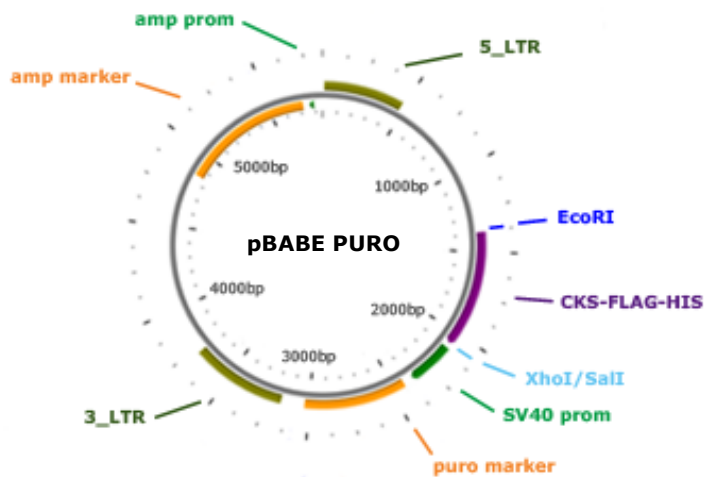 amp prom
5_LTR
amp marker
5000bp
1000bp
EcoRI
pBABE PURO
4000bp
CKS-FLAG-HIS
2000bp
3000bp
XhoI/SalI
3_LTR
SV40 prom
puro marker